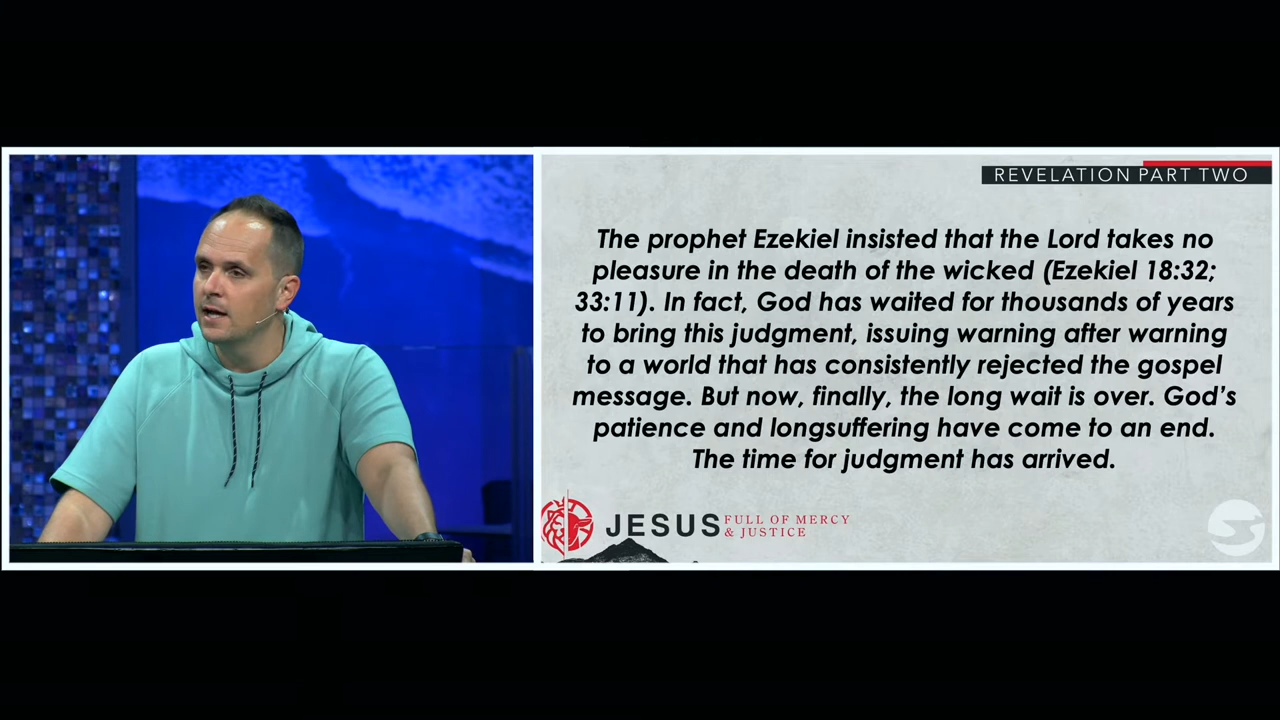 REVELATION PART TWO
The prophet Ezekiel insisted that the Lord takes no
pleasure in the death of the wicked (Ezekiel 18:32;
33:11). In fact, God has waited for thousands of years
to bring this judgment, issuing warning after warning
to a world that has consistently rejected the gospel
message. But now, finally, the long wait is over. God’s
patience and longsuffering have come to an end.
The time for judgment has arrived.
JESUS FULL OF MERCY
& JUSTICE